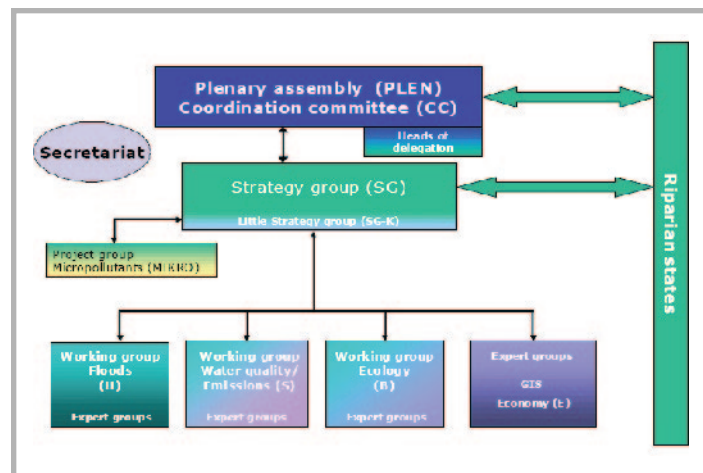 Plenary assembly (PLEN)
Coordination committee (CC)
Heads of
delegation
Secretariat
Strategy group (SG)
Little Strategy group (SG-K)
Project group
Micropollutants (MIKRO)
Riparian states
Working group
Floods
(H)
Expert groups
Working group
Water quality/
Emissions (S)
Expert groups
Working group
Ecology
(B)
Expert groups
Expert groups
GIS
Economy (E)